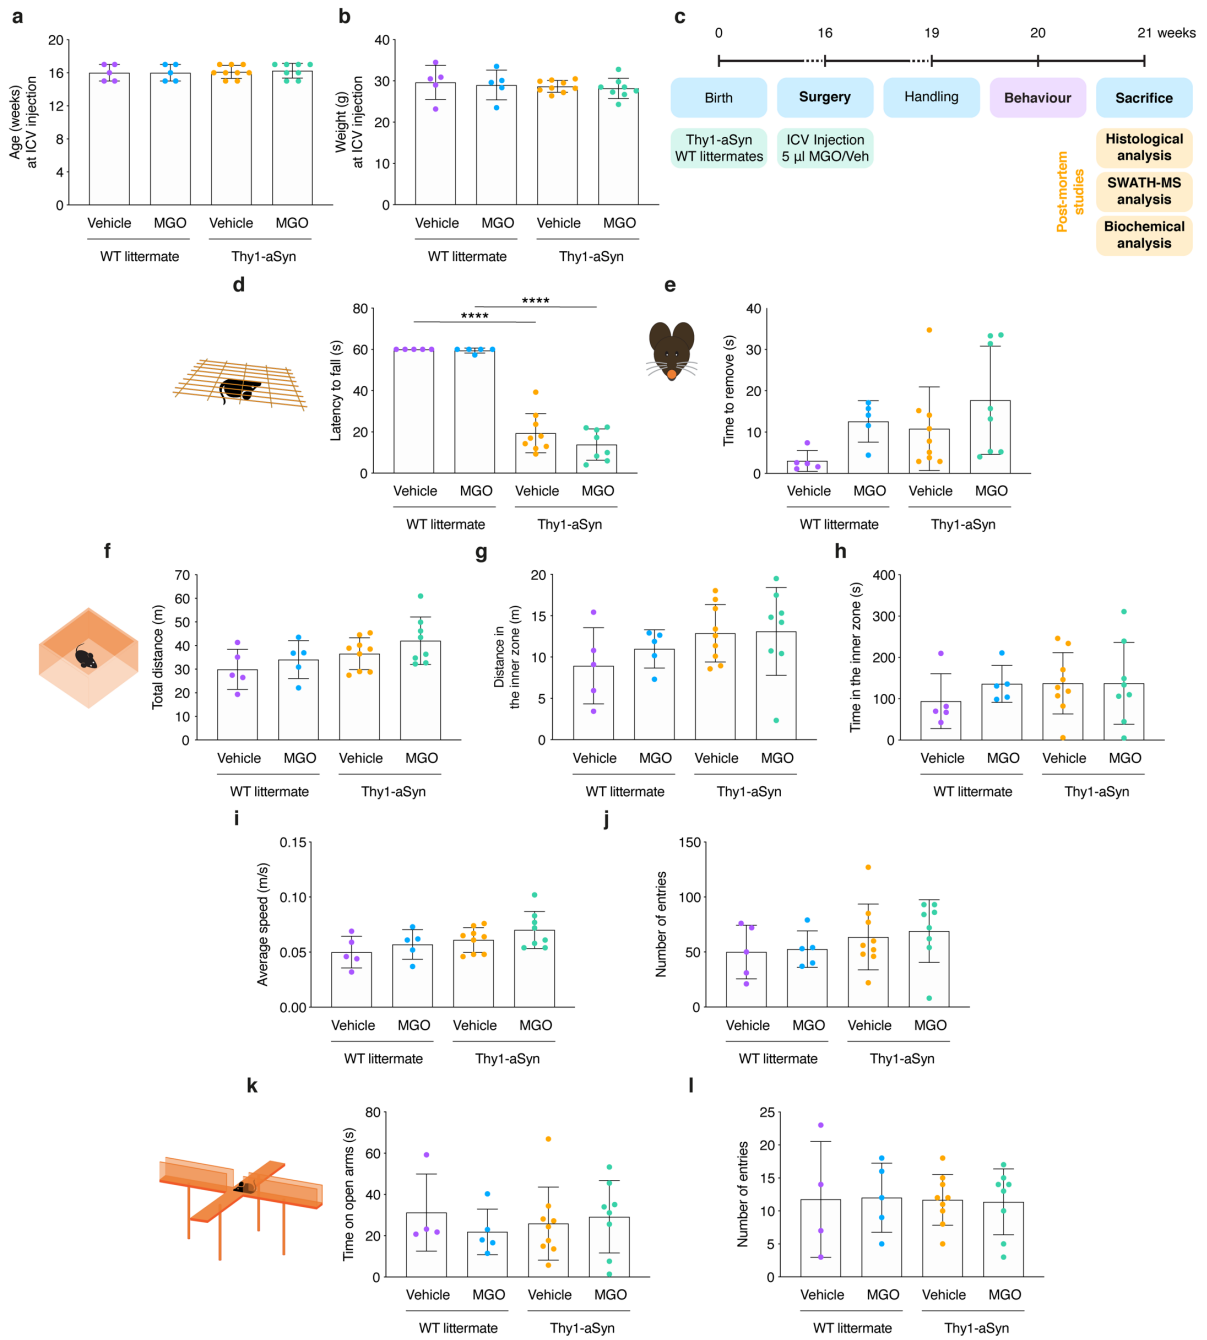 a
Age (weeks)
at ICV injection
20
16
12
8
4
0
Vehicle MGO Vehicle MGO
WT littermate Thy1-aSyn
b
Weight (g)
at ICV injection
40
30
20
10
0
Vehicle MGO Vehicle MGO
WT littermate Thy1-aSyn
c
0 16 19 20 21 weeks
Birth Surgery Handling Behaviour Sacrifice
Thy1-aSyn
WT littermates
ICV Injection
5 µl MGO/Veh
Post-mortem
studies
Histological
analysis
SWATH-MS
analysis
Biochemical
analysis
d
Latency to fall (s)
80
60
40
20
0
****
****
Vehicle MGO Vehicle MGO
WT littermate Thy1-aSyn
e
Time to remove (s)
40
30
20
10
0
Vehicle MGO Vehicle MGO
WT littermate Thy1-aSyn
f
Total distance (m)
70
60
50
40
30
20
10
0
Vehicle MGO Vehicle MGO
WT littermate Thy1-aSyn
g
Distance in
the inner zone (m)
20
15
10
5
0
Vehicle MGO Vehicle MGO
WT littermate Thy1-aSyn
h
Time in the inner zone (s)
400
300
200
100
0
Vehicle MGO Vehicle MGO
WT littermate Thy1-aSyn
i
Average speed (m/s)
0.15
0.10
0.05
0.00
Vehicle MGO Vehicle MGO
WT littermate Thy1-aSyn
j
Number of entries
150
100
50
0
Vehicle MGO Vehicle MGO
WT littermate Thy1-aSyn
k
Time on open arms (s)
80
60
40
20
0
Vehicle MGO Vehicle MGO
WT littermate Thy1-aSyn
l
Number of entries
25
20
15
10
5
0
Vehicle MGO Vehicle MGO
WT littermate Thy1-aSyn